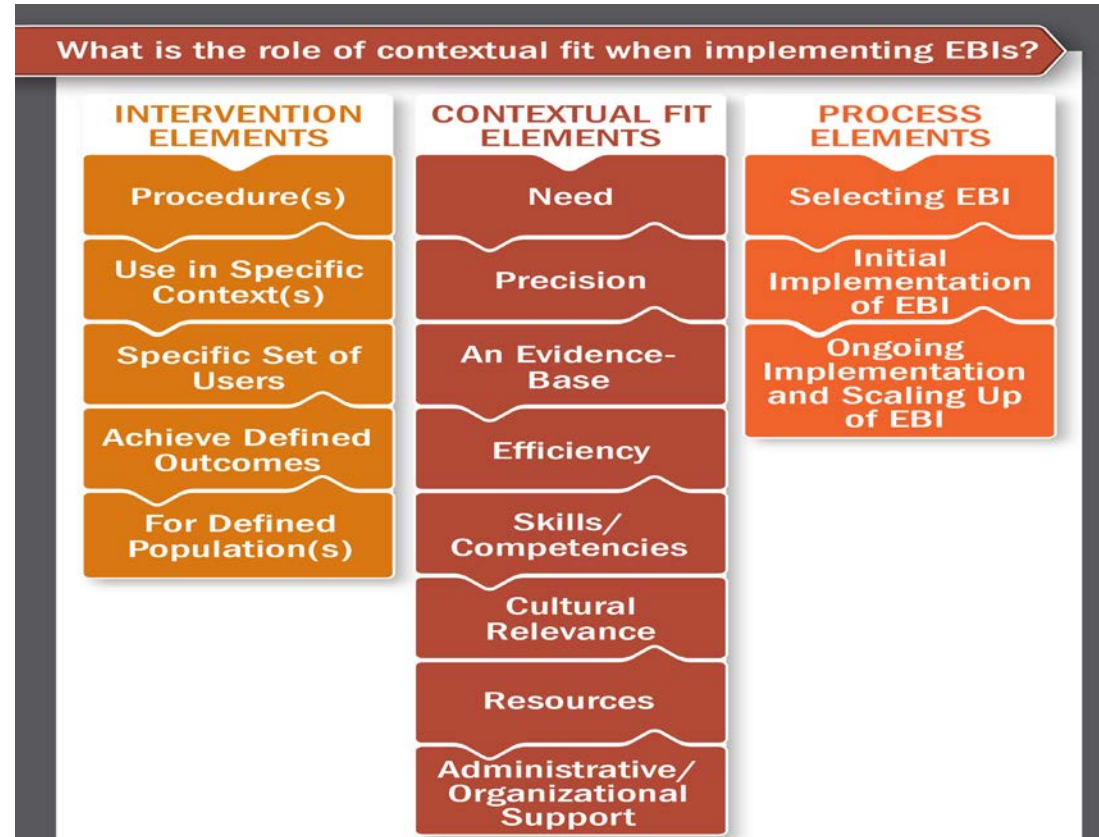 What is the role of contextual fit when implementing EBIs?
INTERVENTION
ELEMENTS
Procedure(s)
Use in Specific
Context(s)
Specific Set of
Users
Achieve Defined
Outcomes
For Defined
Population(s)
CONTEXTUAL FIT
ELEMENTS
Need
Precision
An Evidence-
Base
Efficiency
Skills/
Competencies
Cultural
Relevance
Resources
Administrative/
Organizational
Support
PROCESS
ELEMENTS
Selecting EBI
Initial
Implementation
of EBI
Ongoing
Implementation
and Scaling Up
of EBI